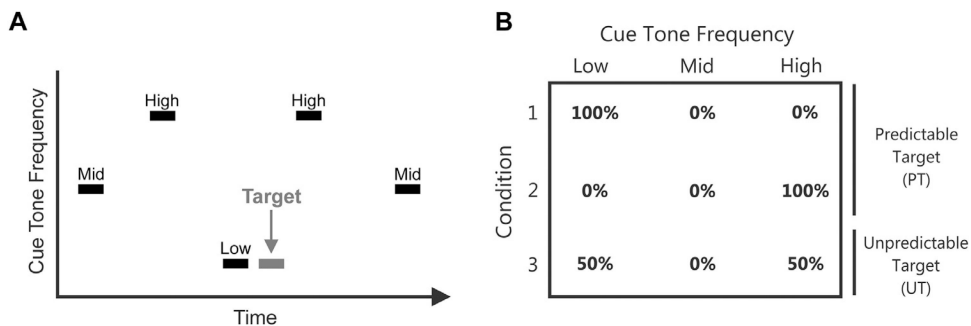 A
Cue Tone Frequency
High
High
Mid
Mid
Target
Low
Time
B
Cue Tone Frequency
Low Mid High
Condition
1 100% 0% 0%
2 0% 0% 100%
3 50% 0% 50%
Predictable
Target
(PT)
Unpredictable
Target
(UT)